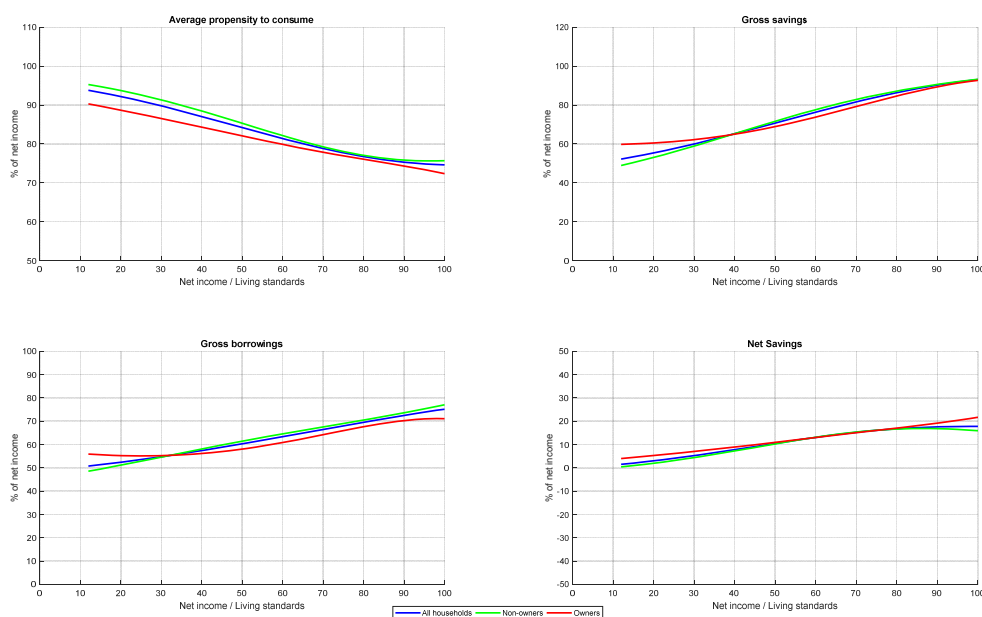 Average propensity to consume
110
100
90
80
70
60
50
% of net income
0 10 20 30 40 50 60 70 80 90 100
Net income / Living standards
Gross savings
120
100
80
60
40
20
0
% of net income
0 10 20 30 40 50 60 70 80 90 100
Net income / Living standards
Gross borrowings
100
90
80
70
60
50
40
30
20
10
0
% of net income
0 10 20 30 40 50 60 70 80 90 100
Net income / Living standards
Net Savings
50
40
30
20
10
0
-10
-20
-30
-40
-50
% of net income
0 10 20 30 40 50 60 70 80 90 100
Net income / Living standards
All households Non-owners Owners